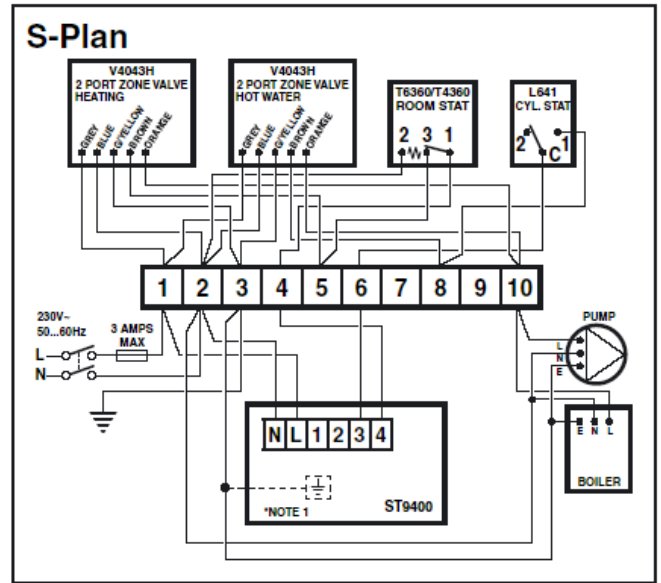 S-Plan
V4043H
2 PORT ZONE VALVE
HEATING
GREY
BLUE
G/YELLOW
BROWN
ORANGE
V4043H
2 PORT ZONE VALVE
HOT WATER
GREY
BLUE
G/YELLOW
BROWN
ORANGE
T6360/T4360
ROOM STAT
2 3 1
L641
CYL. STAT
2 C 1
1 2 3 4 5 6 7 8 9 10
230V~
50...60Hz
3 AMPS
MAX
L
N
PUMP
L
N
E
N L 1 2 3 4
*NOTE 1
ST9400
E N L
BOILER